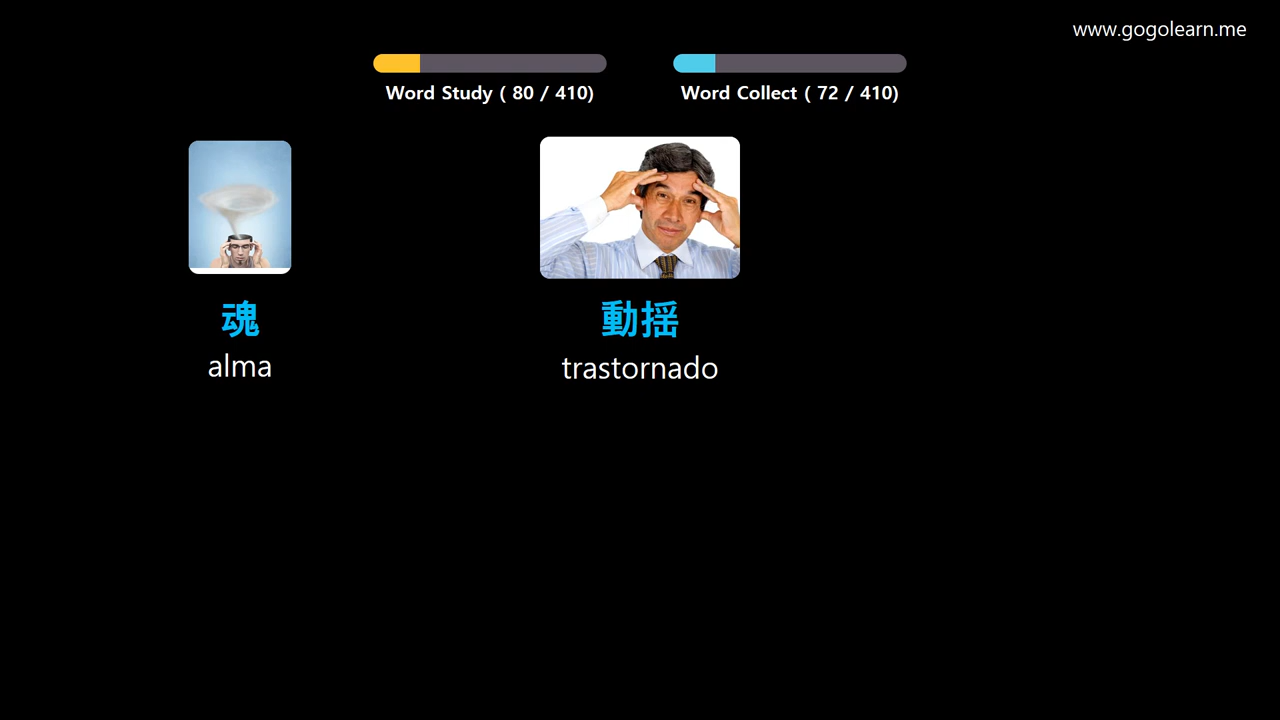 www.gogolearn.me
Word Study ( 80 / 410)
Word Collect ( 72 / 410)
魂
alma
動揺
trastornado